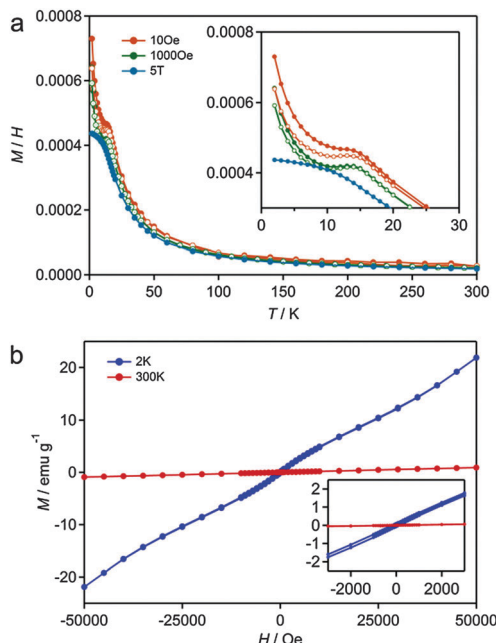 a
0.0008
0.0006
0.0004
0.0002
0.0000
M / H
10Oe
1000Oe
5T
0.0006
0.0004
0 10 20 30
0 50 100 150 200 250 300
T / K
b
20
10
0
-10
-20
M / emu g-1
2K
300K
2
1
0
-1
-2
-2000 0 2000
-50000 -25000 0 25000 50000
H / Oe